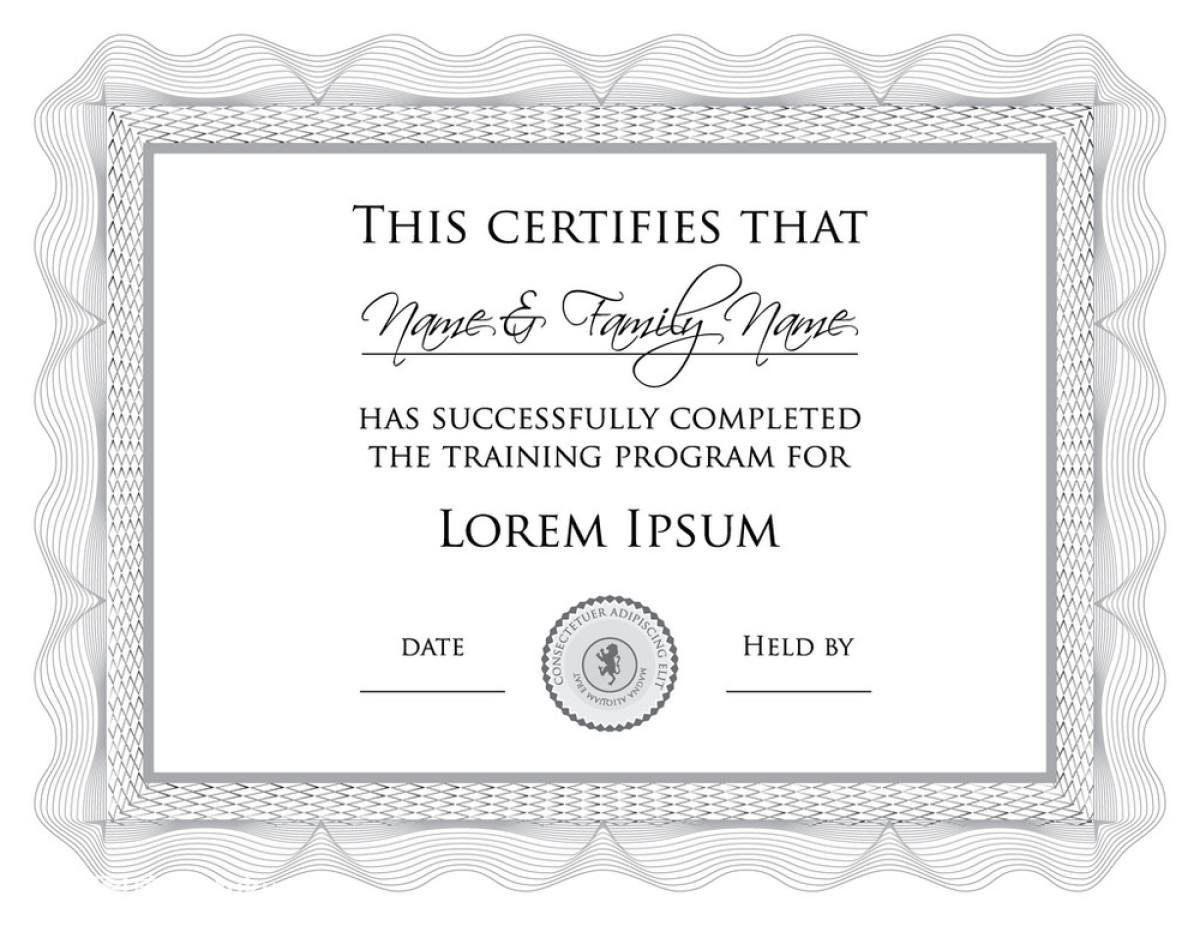 THIS CERTIFIES THAT
Name & Family Name
HAS SUCCESSFULLY COMPLETED
THE TRAINING PROGRAM FOR
LOREM IPSUM
DATE
CONSECTETUER ADIPISCING ELIT
MAGNA ALIQUAM ERAT
HELD BY